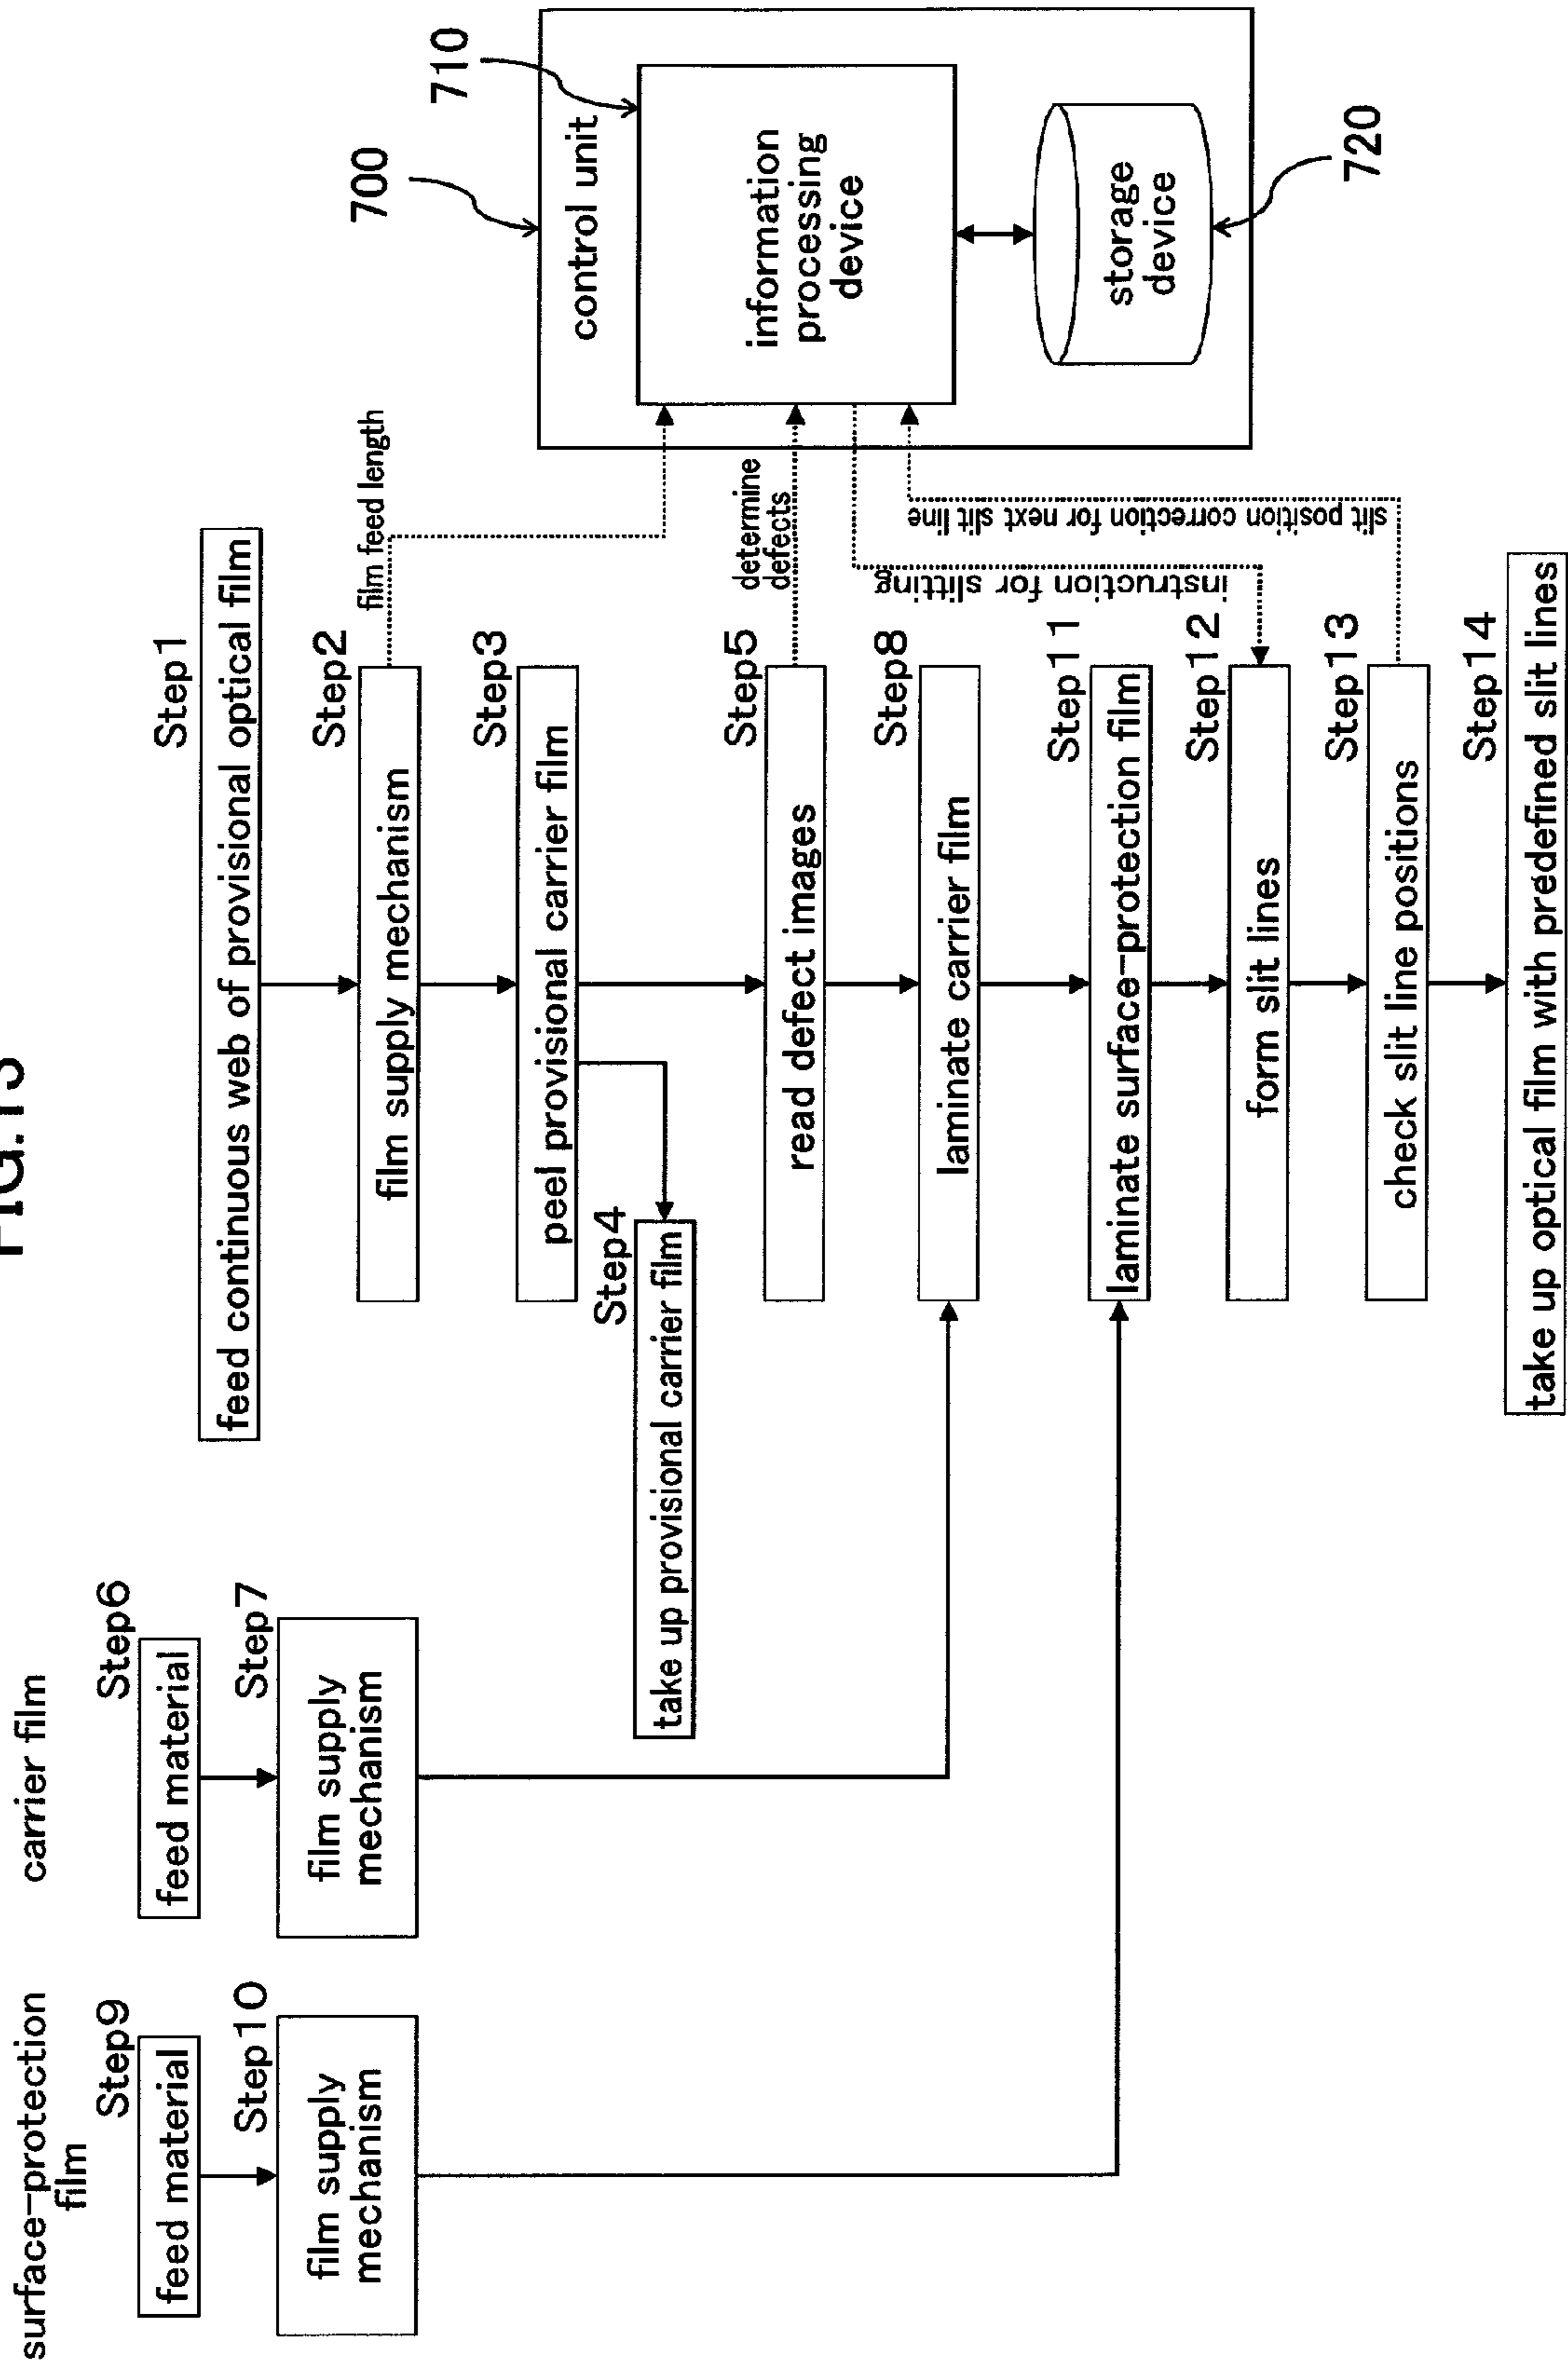 FIG.15
surface-protection
film
carrier film
Step9
feed material
Step10
film supply
mechanism
Step6
feed material
Step7
film supply
mechanism
Step1
feed continuous web of provisional optical film
Step2
film supply mechanism
Step3
peel provisional carrier film
Step4
take up provisional carrier film
Step5
read defect images
Step8
laminate carrier film
Step11
laminate surface-protection film
Step12
form slit lines
Step13
check slit line positions
Step14
take up optical film with predefined slit lines
film feed length
determine
defects
instruction for slitting
slit position correction for next slit line
700
710
control unit
information
processing
device
storage
device
720